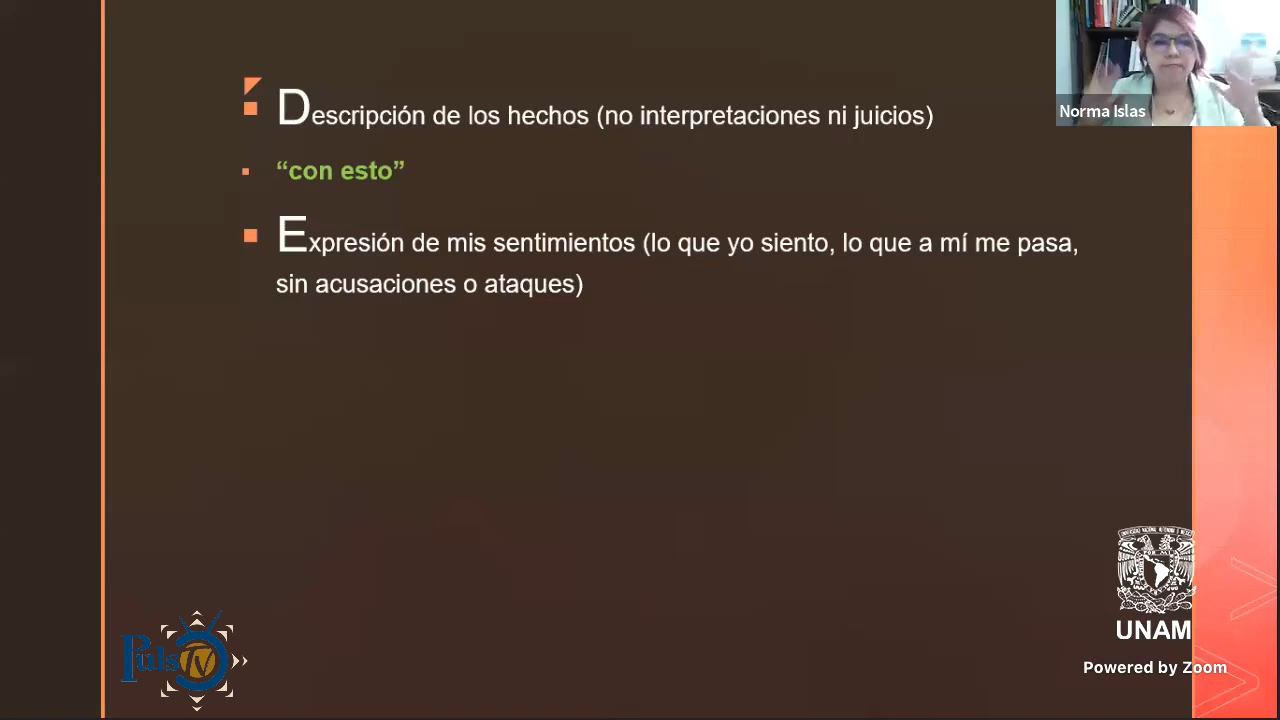 Descripción de los hechos (no interpretaciones ni juicios)
“con esto”
Expresión de mis sentimientos (lo que yo siento, lo que a mí me pasa,
sin acusaciones o ataques)
Norma Islas
PulsTV
UNAM
Powered by Zoom